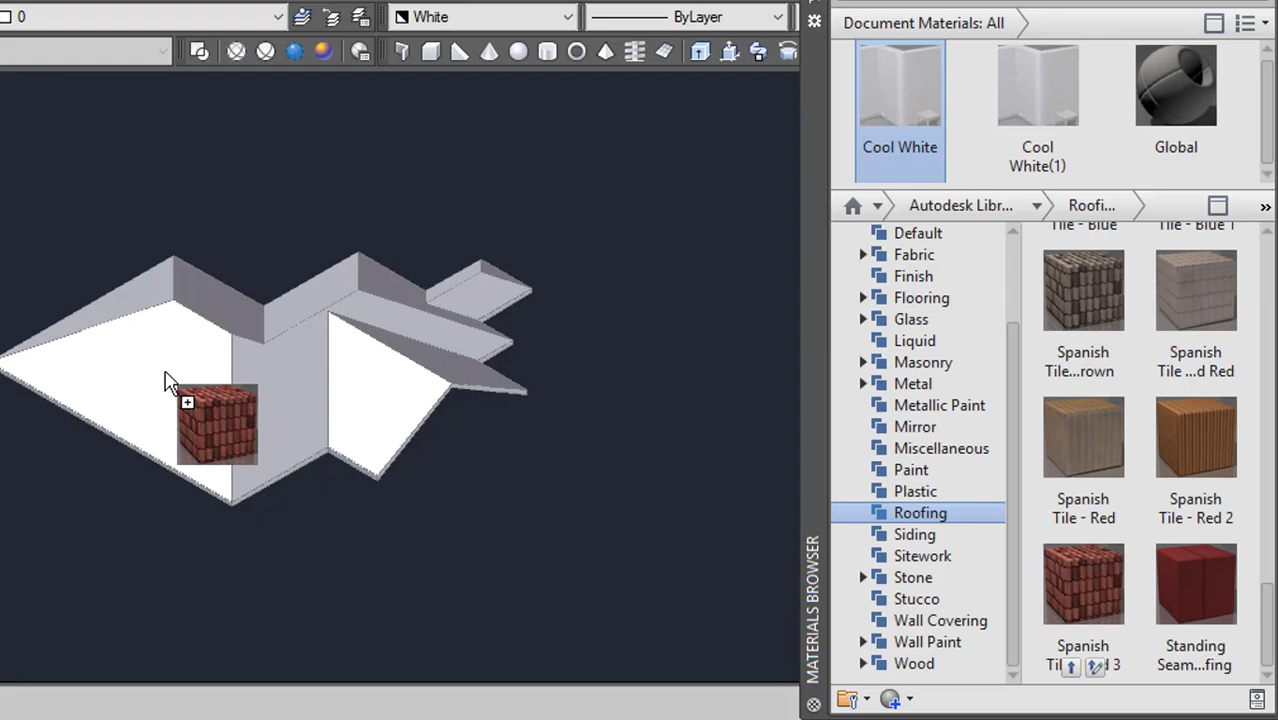 0
White
ByLayer
Document Materials: All
Cool White
Cool
White(1)
Global
Autodesk Libr...
Roofi...
Default
Fabric
Finish
Flooring
Glass
Liquid
Masonry
Metal
Metallic Paint
Mirror
Miscellaneous
Paint
Plastic
Roofing
Siding
Sitework
Stone
Stucco
Wall Covering
Wall Paint
Wood
Tile - Blue
Tile - Blue 1
Spanish
Tile...rown
Spanish
Tile ...d Red
Spanish
Tile - Red
Spanish
Tile - Red 2
Spanish
3
Standing
Seam...fing
MATERIALS BROWSER